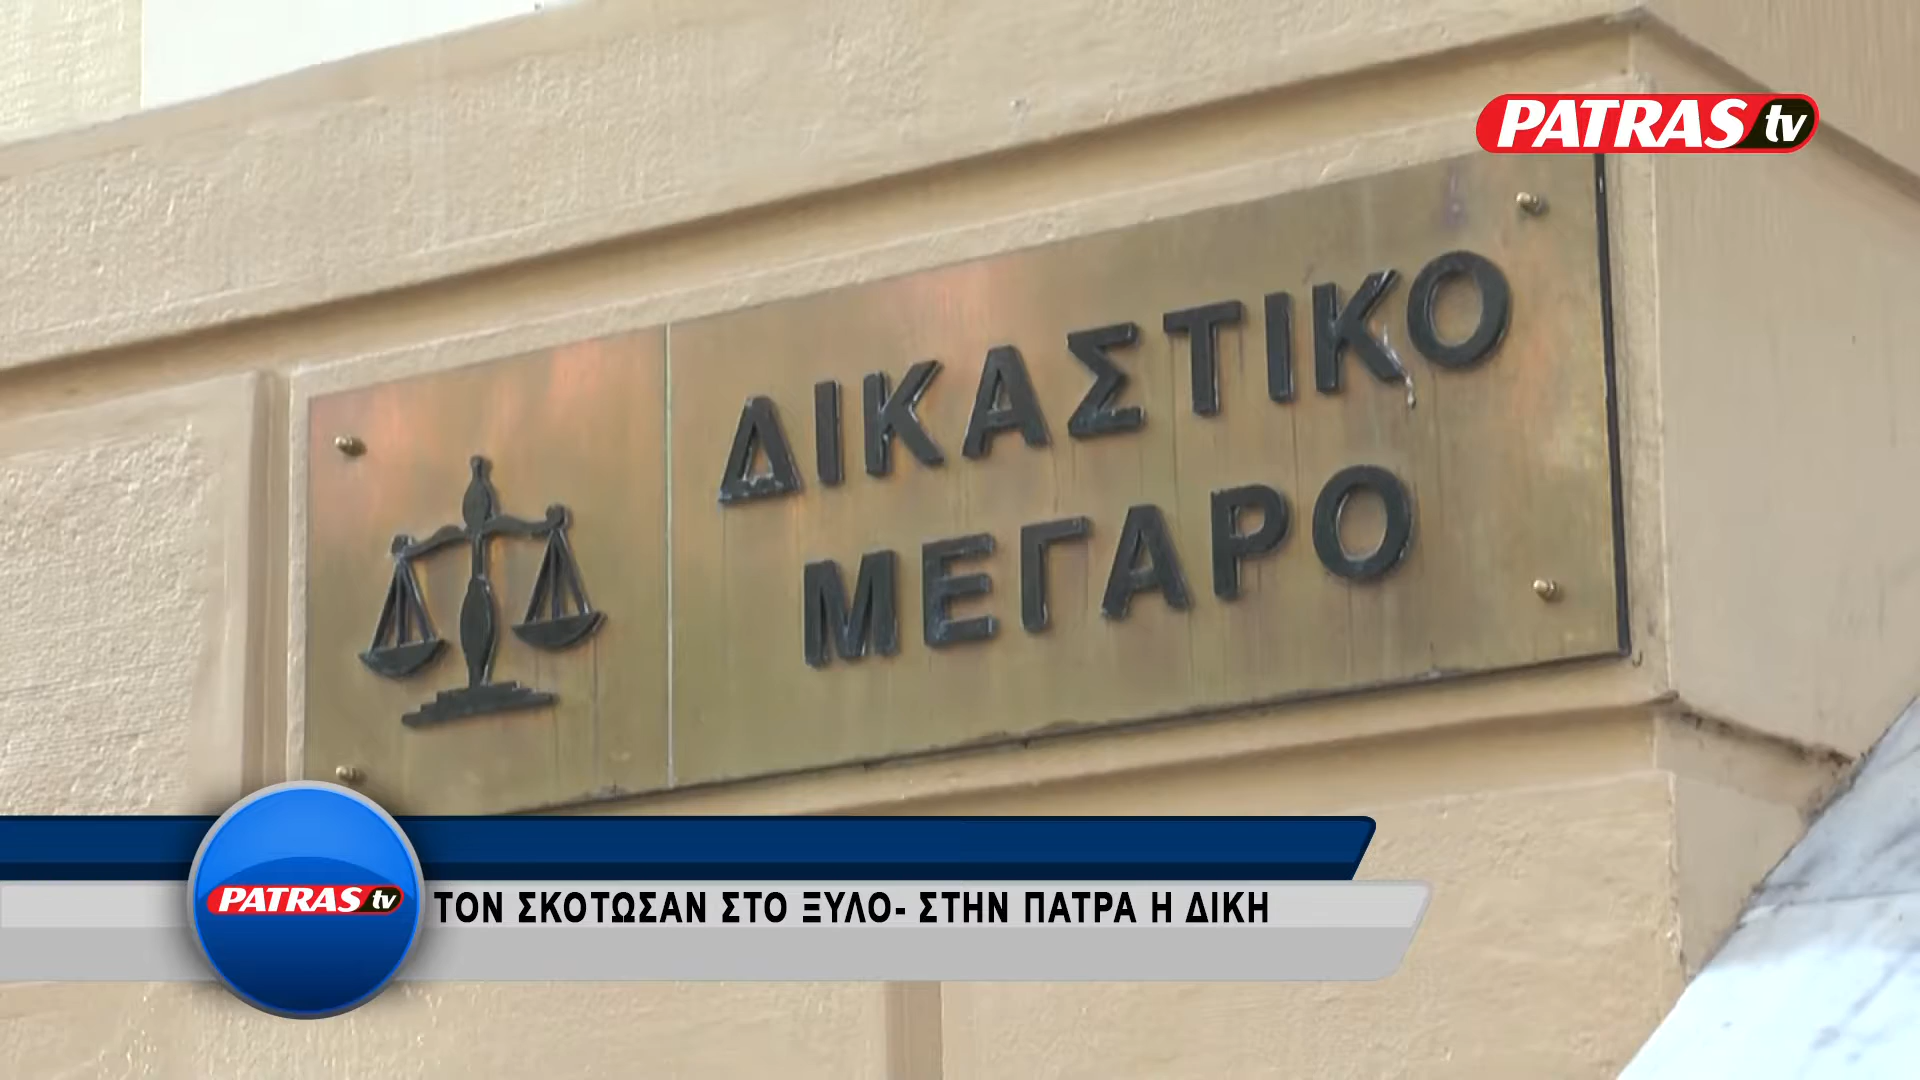 PATRAS tv
ΔΙΚΑΣΤΙΚΟ
ΜΕΓΑΡΟ
PATRAS tv
ΤΟΝ ΣΚΟΤΩΣΑΝ ΣΤΟ ΞΥΛΟ- ΣΤΗΝ ΠΑΤΡΑ Η ΔΙΚΗ